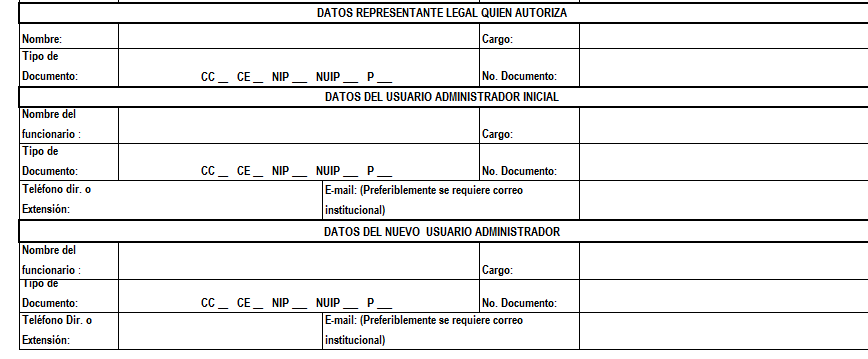 DATOS REPRESENTANTE LEGAL QUIEN AUTORIZA
Nombre: Cargo:
Tipo de
Documento: CC __ CE __ NIP ___ NUIP ___ P ___ No. Documento:
DATOS DEL USUARIO ADMINISTRADOR INICIAL
Nombre del
funcionario : Cargo:
Tipo de
Documento: CC __ CE __ NIP ___ NUIP ___ P ___ No. Documento:
Teléfono dir. o E-mail: (Preferiblemente se requiere correo
Extensión: institucional)
DATOS DEL NUEVO USUARIO ADMINISTRADOR
Nombre del
funcionario : Cargo:
Tipo de
Documento: CC __ CE __ NIP ___ NUIP ___ P ___ No. Documento:
Teléfono Dir. o E-mail: (Preferiblemente se requiere correo
Extensión: institucional)